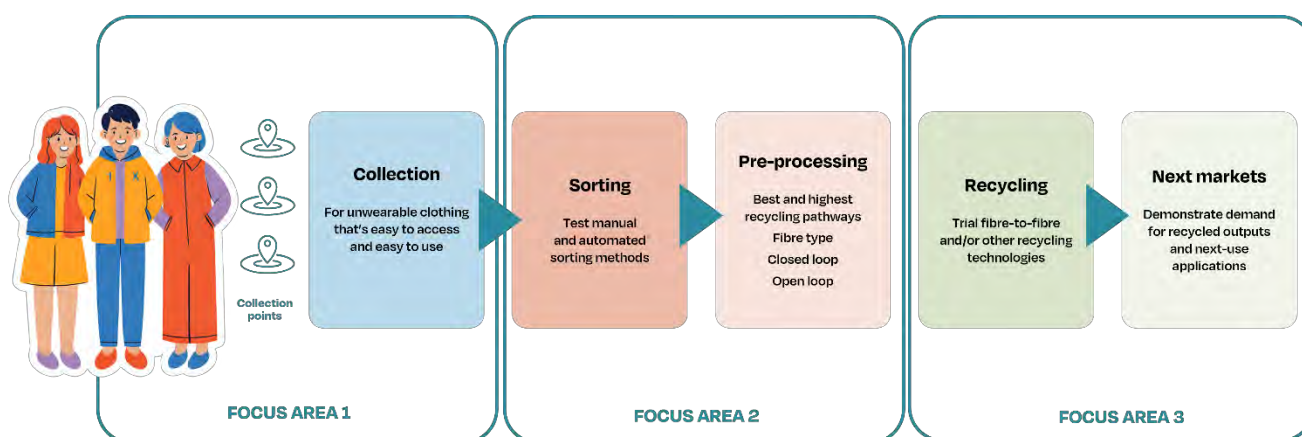 Collection
points
Collection
For unwearable clothing
that's easy to access
and easy to use
FOCUS AREA 1
Sorting
Test manual
and automated
sorting methods
Pre-processing
Best and highest
recycling pathways
Fibre type
Closed loop
Open loop
FOCUS AREA 2
Recycling
Trial fibre-to-fibre
and/or other recycling
technologies
Next markets
Demonstrate demand
for recycled outputs
and next-use
applications
FOCUS AREA 3